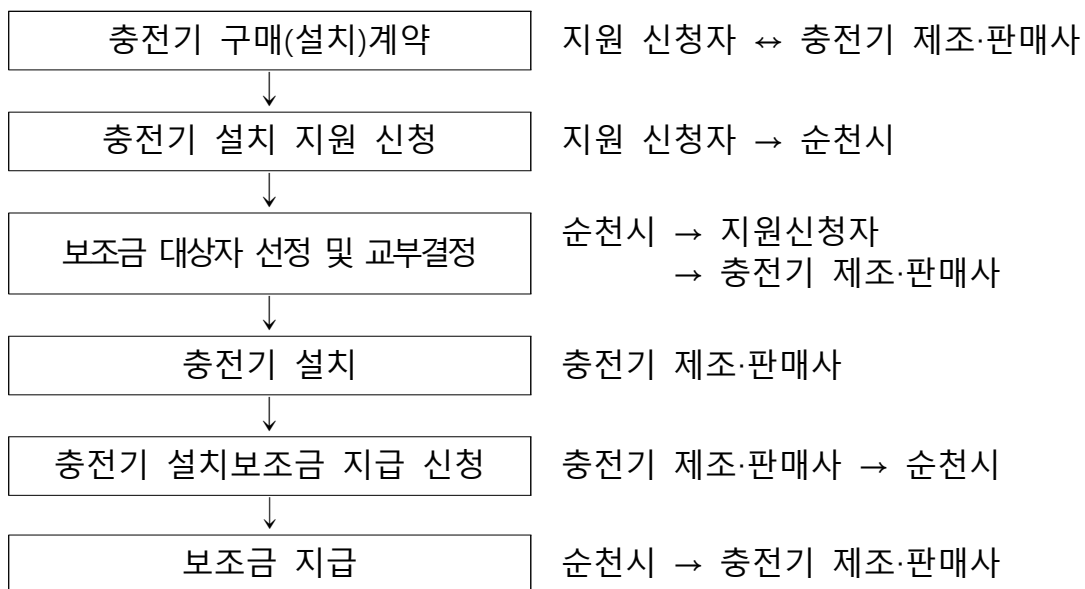 충전기 구매(설치)계약 지원 신청자 ↔ 충전기 제조·판매사
↓
충전기 설치 지원 신청 지원 신청자 → 순천시
↓
보조금 대상자 선정 및 교부결정 순천시 → 지원신청자
→ 충전기 제조·판매사
↓
충전기 설치 충전기 제조·판매사
↓
충전기 설치보조금 지급 신청 충전기 제조·판매사 → 순천시
↓
보조금 지급 순천시 → 충전기 제조·판매사